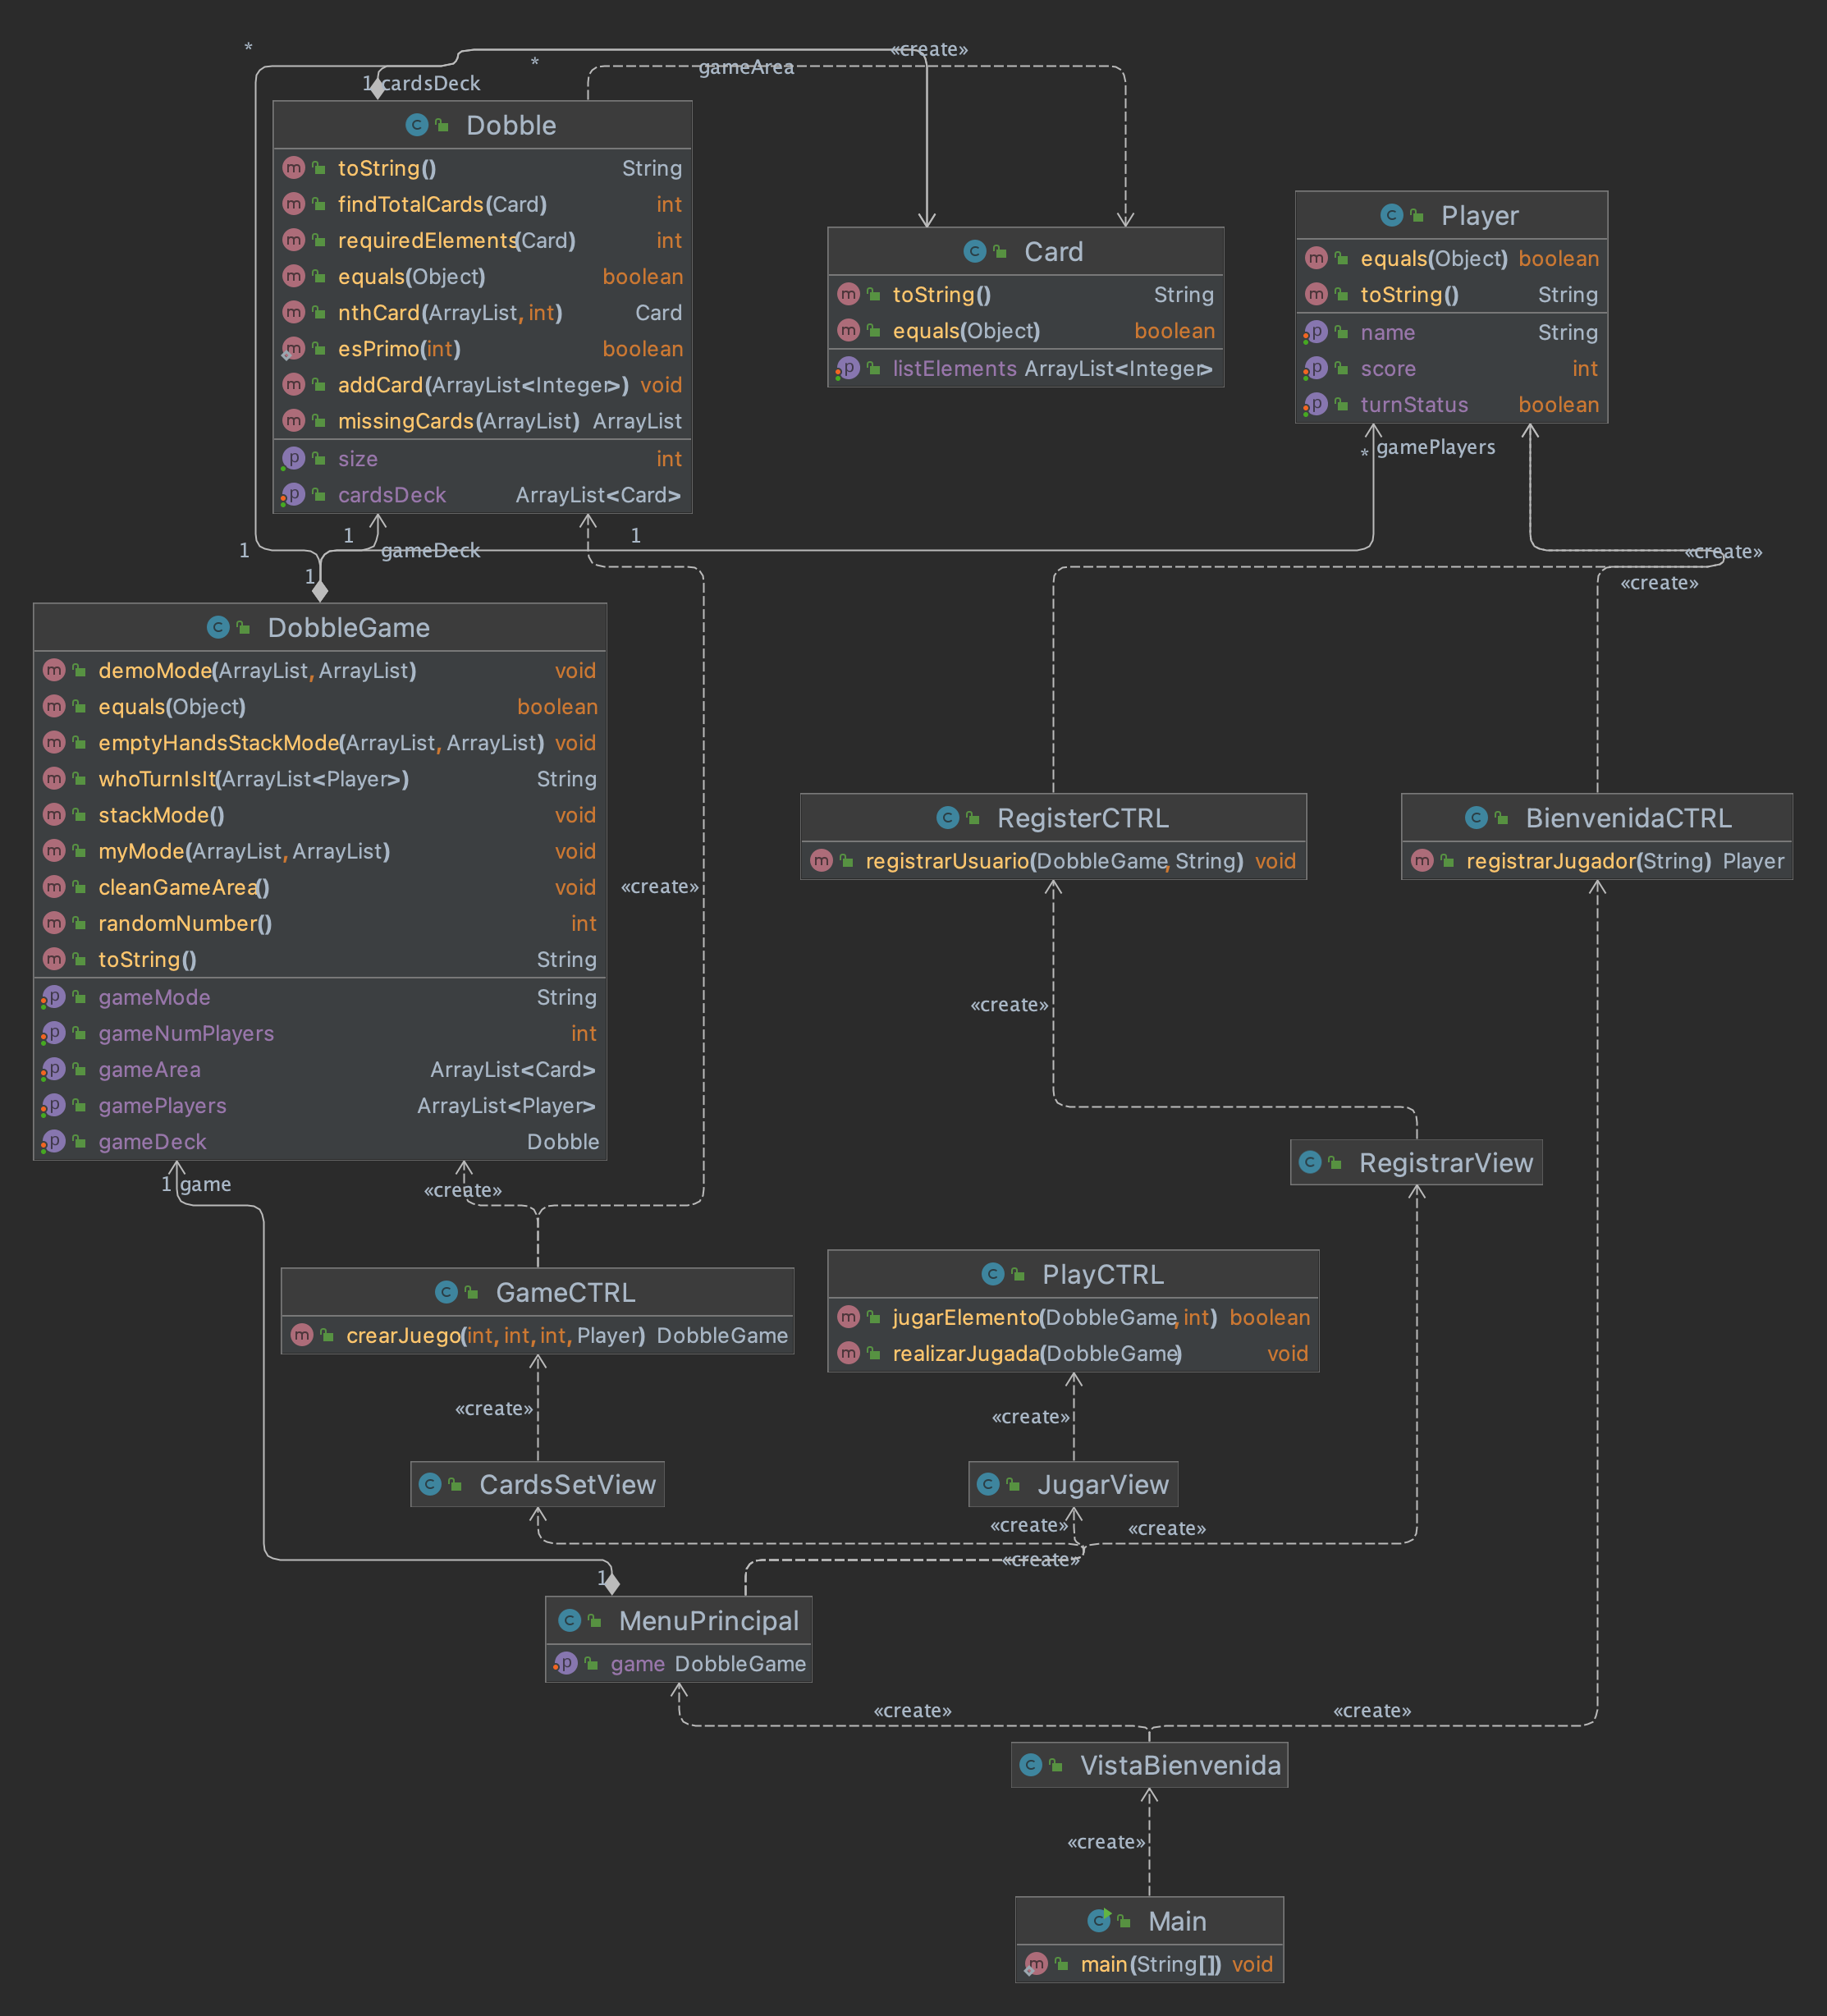 *
*
«create»
gameArea
1 cardsDeck
Dobble
toString() String
findTotalCards(Card) int
requiredElements(Card) int
equals(Object) boolean
nthCard(ArrayList, int) Card
esPrimo(int) boolean
addCard(ArrayList<Integer>) void
missingCards(ArrayList) ArrayList
size int
cardsDeck ArrayList<Card>
Card
toString() String
equals(Object) boolean
listElements ArrayList<Integer>
Player
equals(Object) boolean
toString() String
name String
score int
turnStatus boolean
* gamePlayers
1
1
1 gameDeck
1
«create»
«create»
DobbleGame
demoMode(ArrayList, ArrayList) void
equals(Object) boolean
emptyHandsStackMode(ArrayList, ArrayList) void
whoTurnIsIt(ArrayList<Player>) String
stackMode() void
myMode(ArrayList, ArrayList) void
cleanGameArea() void
randomNumber() int
toString() String
gameMode String
gameNumPlayers int
gameArea ArrayList<Card>
gamePlayers ArrayList<Player>
gameDeck Dobble
«create»
RegisterCTRL
registrarUsuario(DobbleGame, String) void
BienvenidaCTRL
registrarJugador(String) Player
«create»
RegistrarView
1 game
«create»
GameCTRL
crearJuego(int, int, int, Player) DobbleGame
PlayCTRL
jugarElemento(DobbleGame, int) boolean
realizarJugada(DobbleGame) void
«create»
«create»
CardsSetView
JugarView
«create»
«create»
«create»
1
MenuPrincipal
game DobbleGame
«create»
«create»
VistaBienvenida
«create»
Main
main(String[]) void